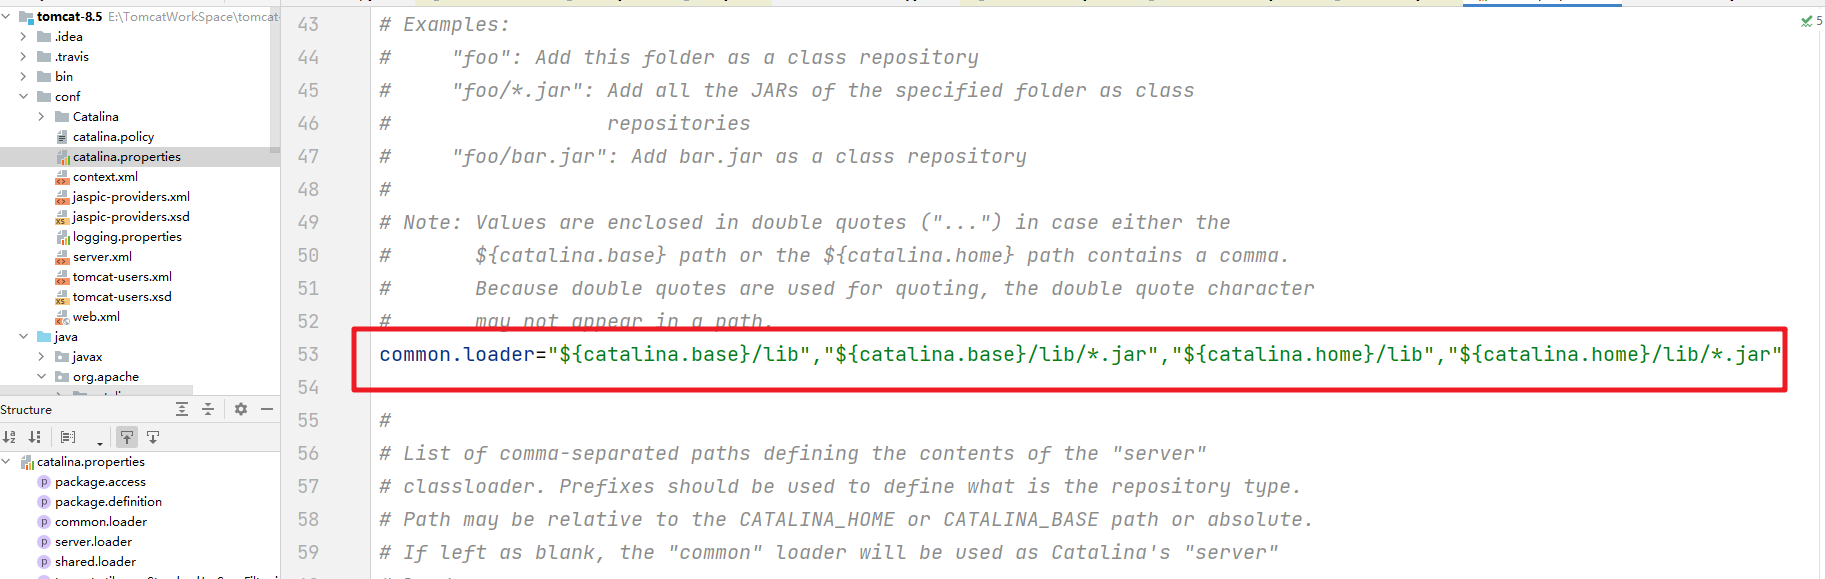 tomcat-8.5 E:\TomcatWorkSpace\tomcat-
.idea
.travis
bin
conf
Catalina
catalina.policy
catalina.properties
context.xml
jaspic-providers.xml
jaspic-providers.xsd
logging.properties
server.xml
tomcat-users.xml
tomcat-users.xsd
web.xml
java
javax
org.apache
Structure
catalina.properties
package.access
package.definition
common.loader
server.loader
shared.loader
43 # Examples:
44 # "foo": Add this folder as a class repository
45 # "foo/*.jar": Add all the JARs of the specified folder as class
46 # repositories
47 # "foo/bar.jar": Add bar.jar as a class repository
48 #
49 # Note: Values are enclosed in double quotes ("...") in case either the
50 # ${catalina.base} path or the ${catalina.home} path contains a comma.
51 # Because double quotes are used for quoting, the double quote character
52 # may not appear in a path.
53 common.loader="${catalina.base}/lib","${catalina.base}/lib/*.jar","${catalina.home}/lib","${catalina.home}/lib/*.jar"
54
55 #
56 # List of comma-separated paths defining the contents of the "server"
57 # classloader. Prefixes should be used to define what is the repository type.
58 # Path may be relative to the CATALINA_HOME or CATALINA_BASE path or absolute.
59 # If left as blank, the "common" loader will be used as Catalina's "server"
5